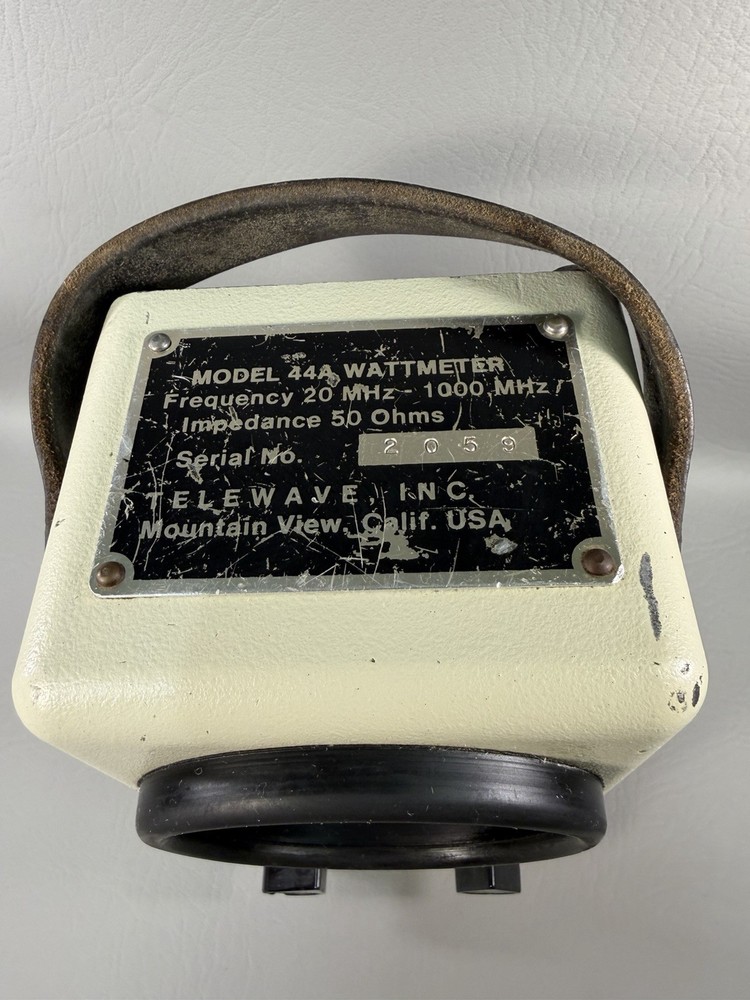 MODEL 44A WATTMETER
Frequency 20 MHz - 1000 MHz
Impedance 50 Ohms
Serial No. 2059
TELEWAVE, INC.
Mountain View, Calif. USA